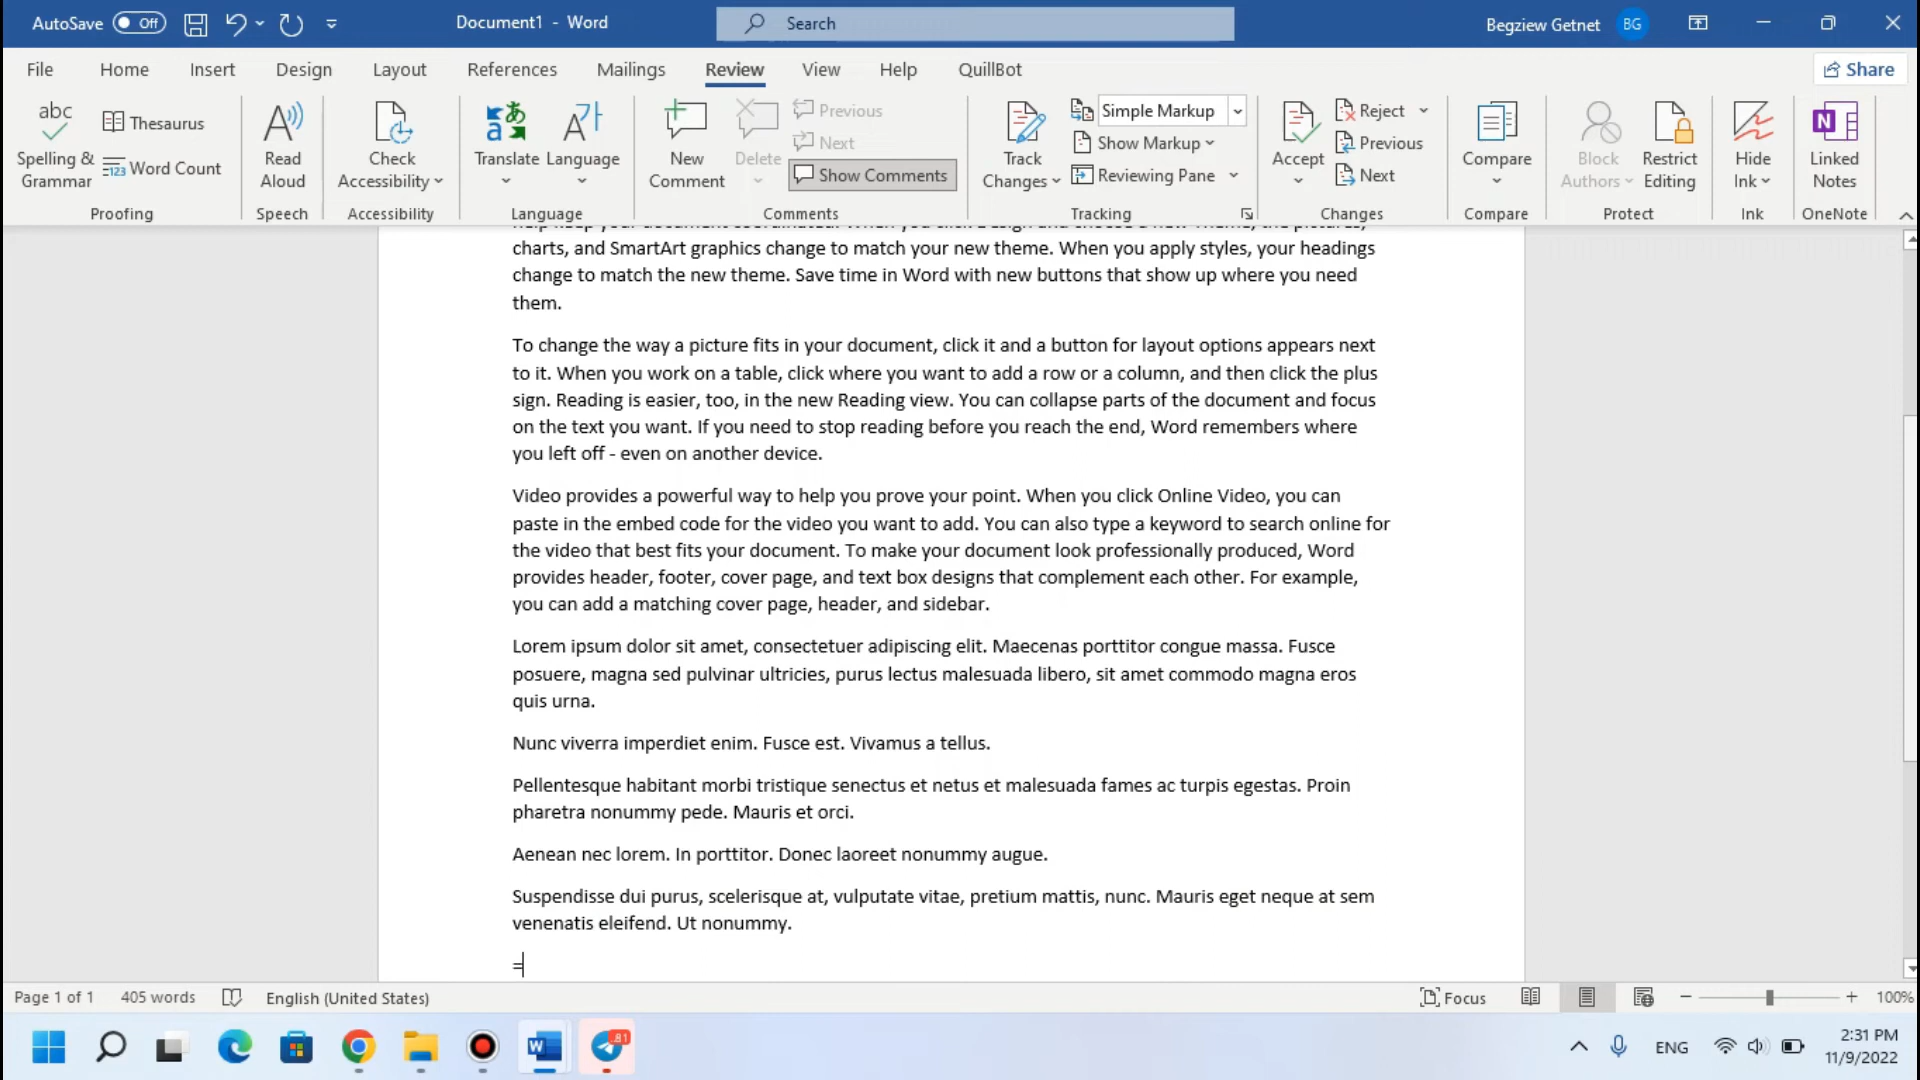 AutoSave Off Document1 - Word Search Begziew Getnet BG
File Home Insert Design Layout References Mailings Review View Help QuillBot Share
abc Spelling & Grammar
Thesaurus
123 Word Count
Proofing
Read Aloud
Speech
Check Accessibility
Accessibility
Translate
Language
Language
New Comment
Delete
Previous
Next
Show Comments
Comments
Track Changes
Simple Markup
Show Markup
Reviewing Pane
Tracking
Accept
Reject
Previous
Next
Changes
Compare
Compare
Block Authors
Restrict Editing
Protect
Hide Ink
Ink
Linked Notes
OneNote
help keep your document coordinated. When you click Design and choose a new Theme, the pictures,
charts, and SmartArt graphics change to match your new theme. When you apply styles, your headings
change to match the new theme. Save time in Word with new buttons that show up where you need
them.
To change the way a picture fits in your document, click it and a button for layout options appears next
to it. When you work on a table, click where you want to add a row or a column, and then click the plus
sign. Reading is easier, too, in the new Reading view. You can collapse parts of the document and focus
on the text you want. If you need to stop reading before you reach the end, Word remembers where
you left off - even on another device.
Video provides a powerful way to help you prove your point. When you click Online Video, you can
paste in the embed code for the video you want to add. You can also type a keyword to search online for
the video that best fits your document. To make your document look professionally produced, Word
provides header, footer, cover page, and text box designs that complement each other. For example,
you can add a matching cover page, header, and sidebar.
Lorem ipsum dolor sit amet, consectetuer adipiscing elit. Maecenas porttitor congue massa. Fusce
posuere, magna sed pulvinar ultricies, purus lectus malesuada libero, sit amet commodo magna eros
quis urna.
Nunc viverra imperdiet enim. Fusce est. Vivamus a tellus.
Pellentesque habitant morbi tristique senectus et netus et malesuada fames ac turpis egestas. Proin
pharetra nonummy pede. Mauris et orci.
Aenean nec lorem. In porttitor. Donec laoreet nonummy augue.
Suspendisse dui purus, scelerisque at, vulputate vitae, pretium mattis, nunc. Mauris eget neque at sem
venenatis eleifend. Ut nonummy.
=
Page 1 of 1 405 words English (United States) Focus 100%
81 ENG 2:31 PM
11/9/2022